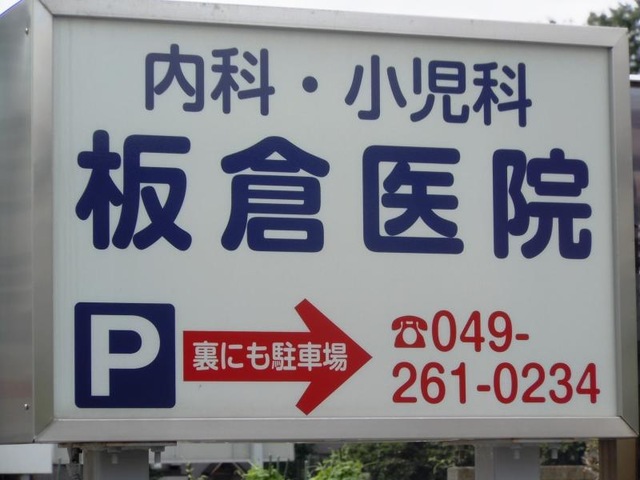 内科・小児科
板倉医院
P 裏にも駐車場
☎049-
261-0234